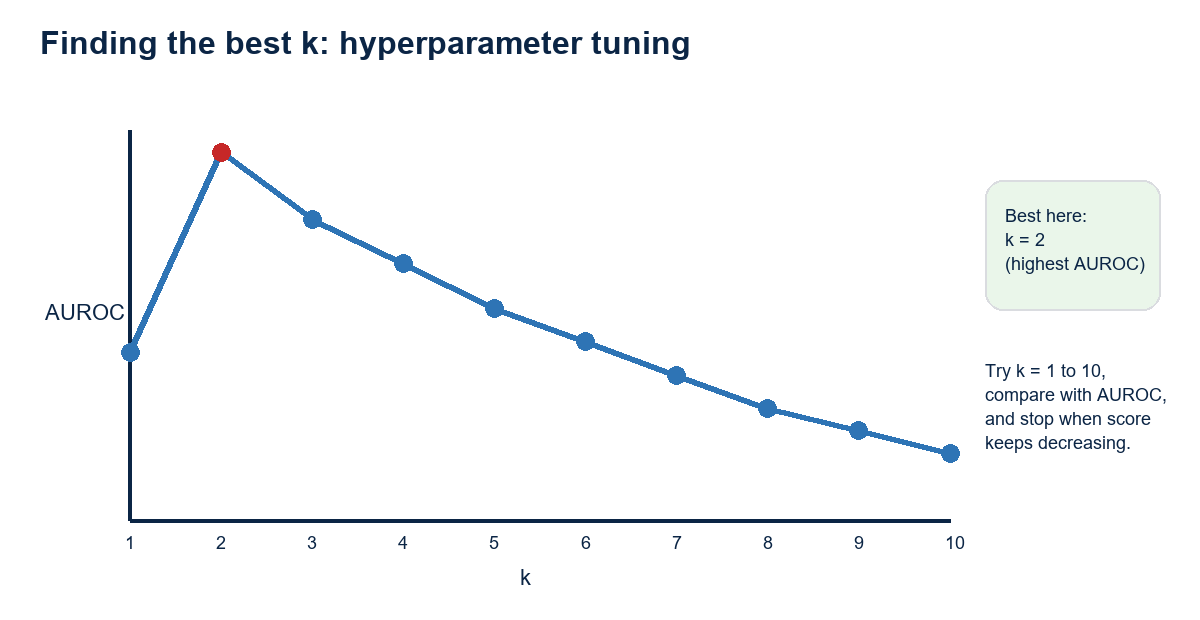 Finding the best k: hyperparameter tuning
AUROC
Best here:
k = 2
(highest AUROC)
Try k = 1 to 10,
compare with AUROC,
and stop when score
keeps decreasing.
1 2 3 4 5 6 7 8 9 10
k